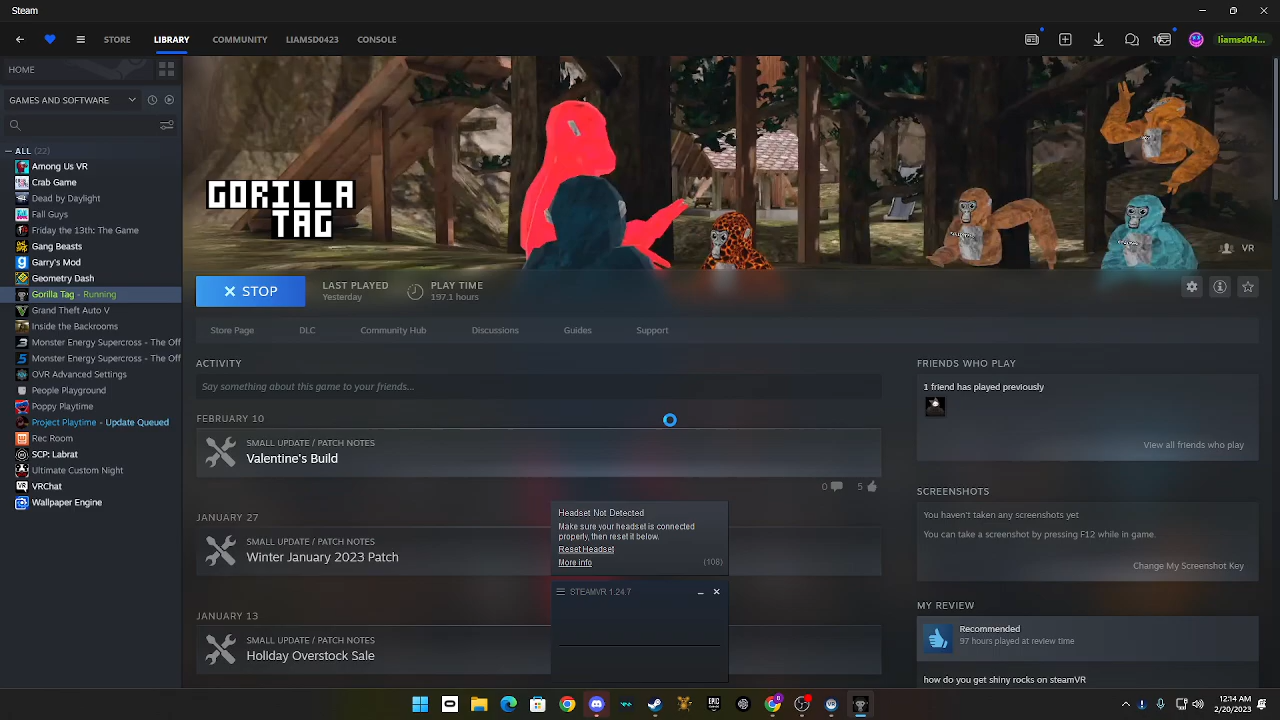 Steam
STORE
LIBRARY
COMMUNITY
LIAMSD0423
CONSOLE
liamsd04...
HOME
GAMES AND SOFTWARE
ALL (22)
Among Us VR
Crab Game
Dead by Daylight
Fall Guys
Friday the 13th: The Game
Gang Beasts
Garry's Mod
Geometry Dash
Gorilla Tag - Running
Grand Theft Auto V
Inside the Backrooms
Monster Energy Supercross - The Off
Monster Energy Supercross - The Off
OVR Advanced Settings
People Playground
Poppy Playtime
Project Playtime - Update Queued
Rec Room
SCP: Labrat
Ultimate Custom Night
VRChat
Wallpaper Engine
GORILLA
TAG
VR
STOP
LAST PLAYED
Yesterday
PLAY TIME
197.1 hours
Store Page
DLC
Community Hub
Discussions
Guides
Support
ACTIVITY
Say something about this game to your friends...
FEBRUARY 10
SMALL UPDATE / PATCH NOTES
Valentine's Build
0
5
JANUARY 27
SMALL UPDATE / PATCH NOTES
Winter January 2023 Patch
JANUARY 13
SMALL UPDATE / PATCH NOTES
Holiday Overstock Sale
Headset Not Detected
Make sure your headset is connected
properly, then reset it below.
Reset Headset
More info
(108)
STEAMVR 1.24.7
FRIENDS WHO PLAY
1 friend has played previously
View all friends who play
SCREENSHOTS
You haven't taken any screenshots yet
You can take a screenshot by pressing F12 while in game.
Change My Screenshot Key
MY REVIEW
Recommended
97 hours played at review time
how do you get shiny rocks on steamVR
EPIC
12:34 AM
2/20/2023